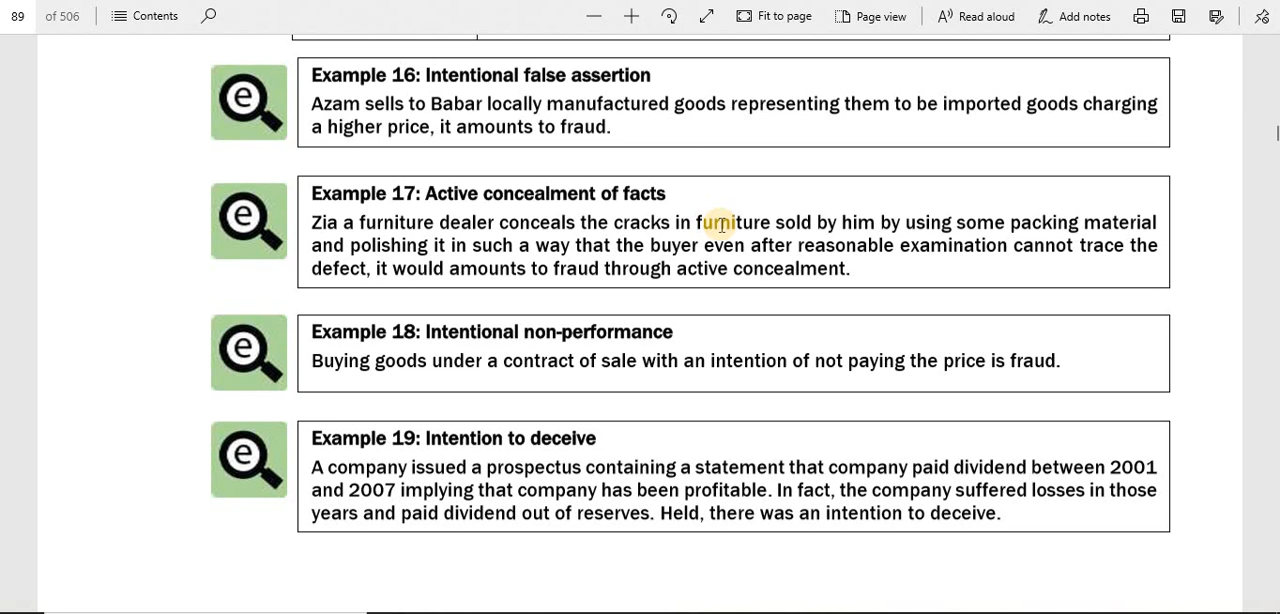 89 of 506 Contents Fit to page Page view Read aloud Add notes
Example 16: Intentional false assertion
Azam sells to Babar locally manufactured goods representing them to be imported goods charging
a higher price, it amounts to fraud.
Example 17: Active concealment of facts
Zia a furniture dealer conceals the cracks in furniture sold by him by using some packing material
and polishing it in such a way that the buyer even after reasonable examination cannot trace the
defect, it would amounts to fraud through active concealment.
Example 18: Intentional non-performance
Buying goods under a contract of sale with an intention of not paying the price is fraud.
Example 19: Intention to deceive
A company issued a prospectus containing a statement that company paid dividend between 2001
and 2007 implying that company has been profitable. In fact, the company suffered losses in those
years and paid dividend out of reserves. Held, there was an intention to deceive.